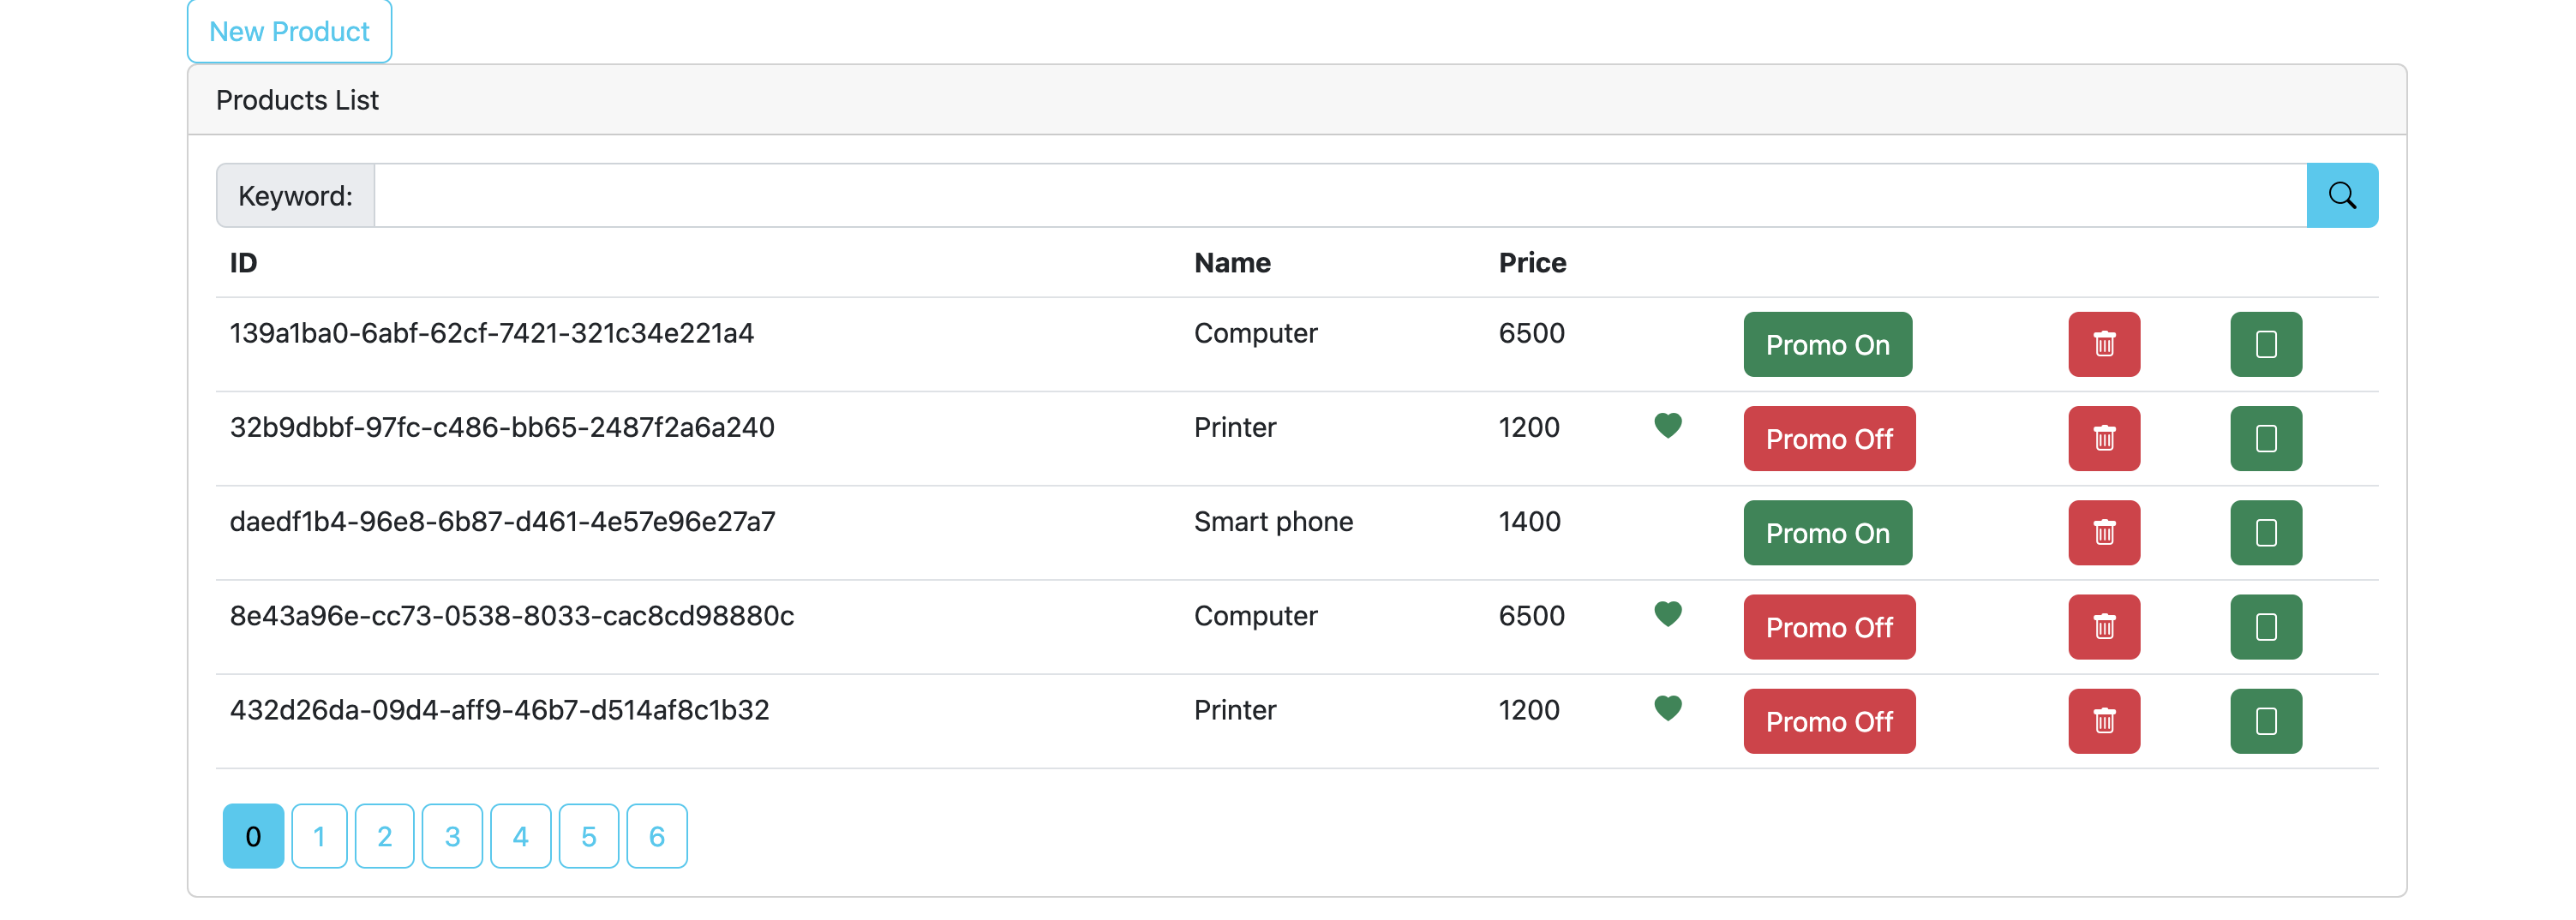 New Product
Products List
Keyword:
ID Name Price
139a1ba0-6abf-62cf-7421-321c34e221a4 Computer 6500 Promo On
32b9dbbf-97fc-c486-bb65-2487f2a6a240 Printer 1200 Promo Off
daedf1b4-96e8-6b87-d461-4e57e96e27a7 Smart phone 1400 Promo On
8e43a96e-cc73-0538-8033-cac8cd98880c Computer 6500 Promo Off
432d26da-09d4-aff9-46b7-d514af8c1b32 Printer 1200 Promo Off
0 1 2 3 4 5 6